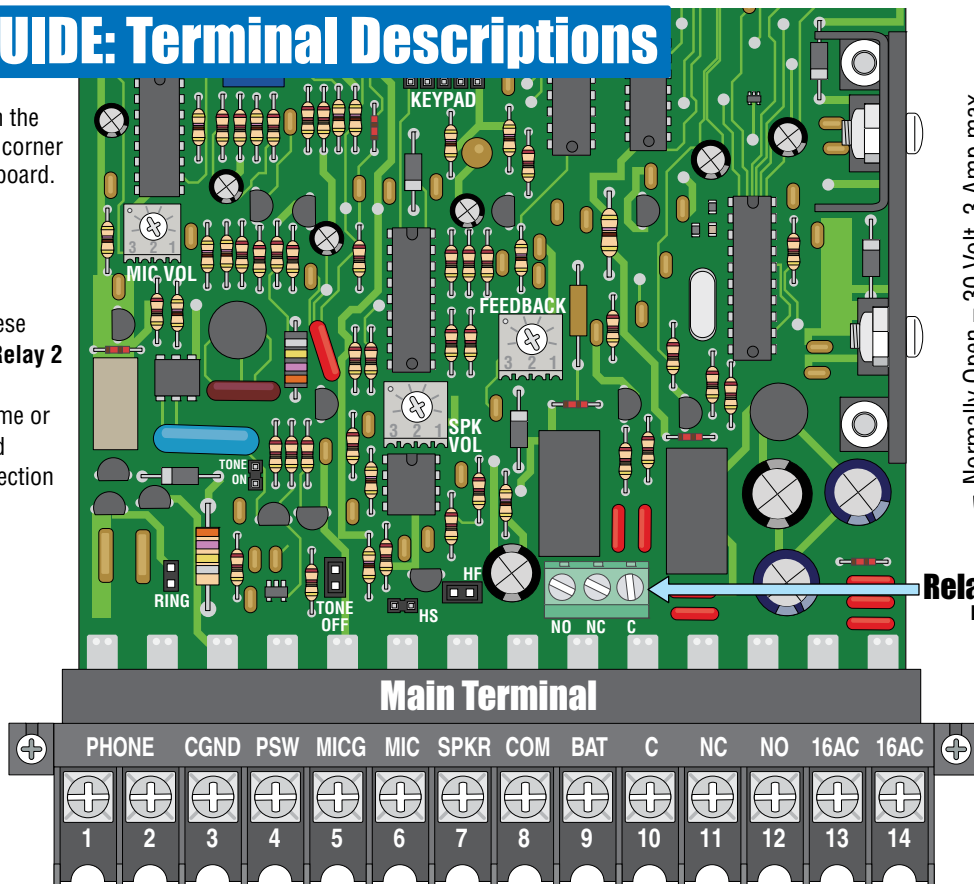 UIDE: Terminal Descriptions
the
corner
board.
Relay 2
me or
ection
KEYPAD
3 2 1
MIC VOL
FEEDBACK
3 2 1
3 2 1
SPK
VOL
TONE
ON
RING
TONE
OFF
HS
HF
NO NC C
Normally Open 30 Volt, 3 Amp max
Rela
Main Terminal
PHONE CGND PSW MICG MIC SPKR COM BAT C NC NO 16AC 16AC
1 2 3 4 5 6 7 8 9 10 11 12 13 14